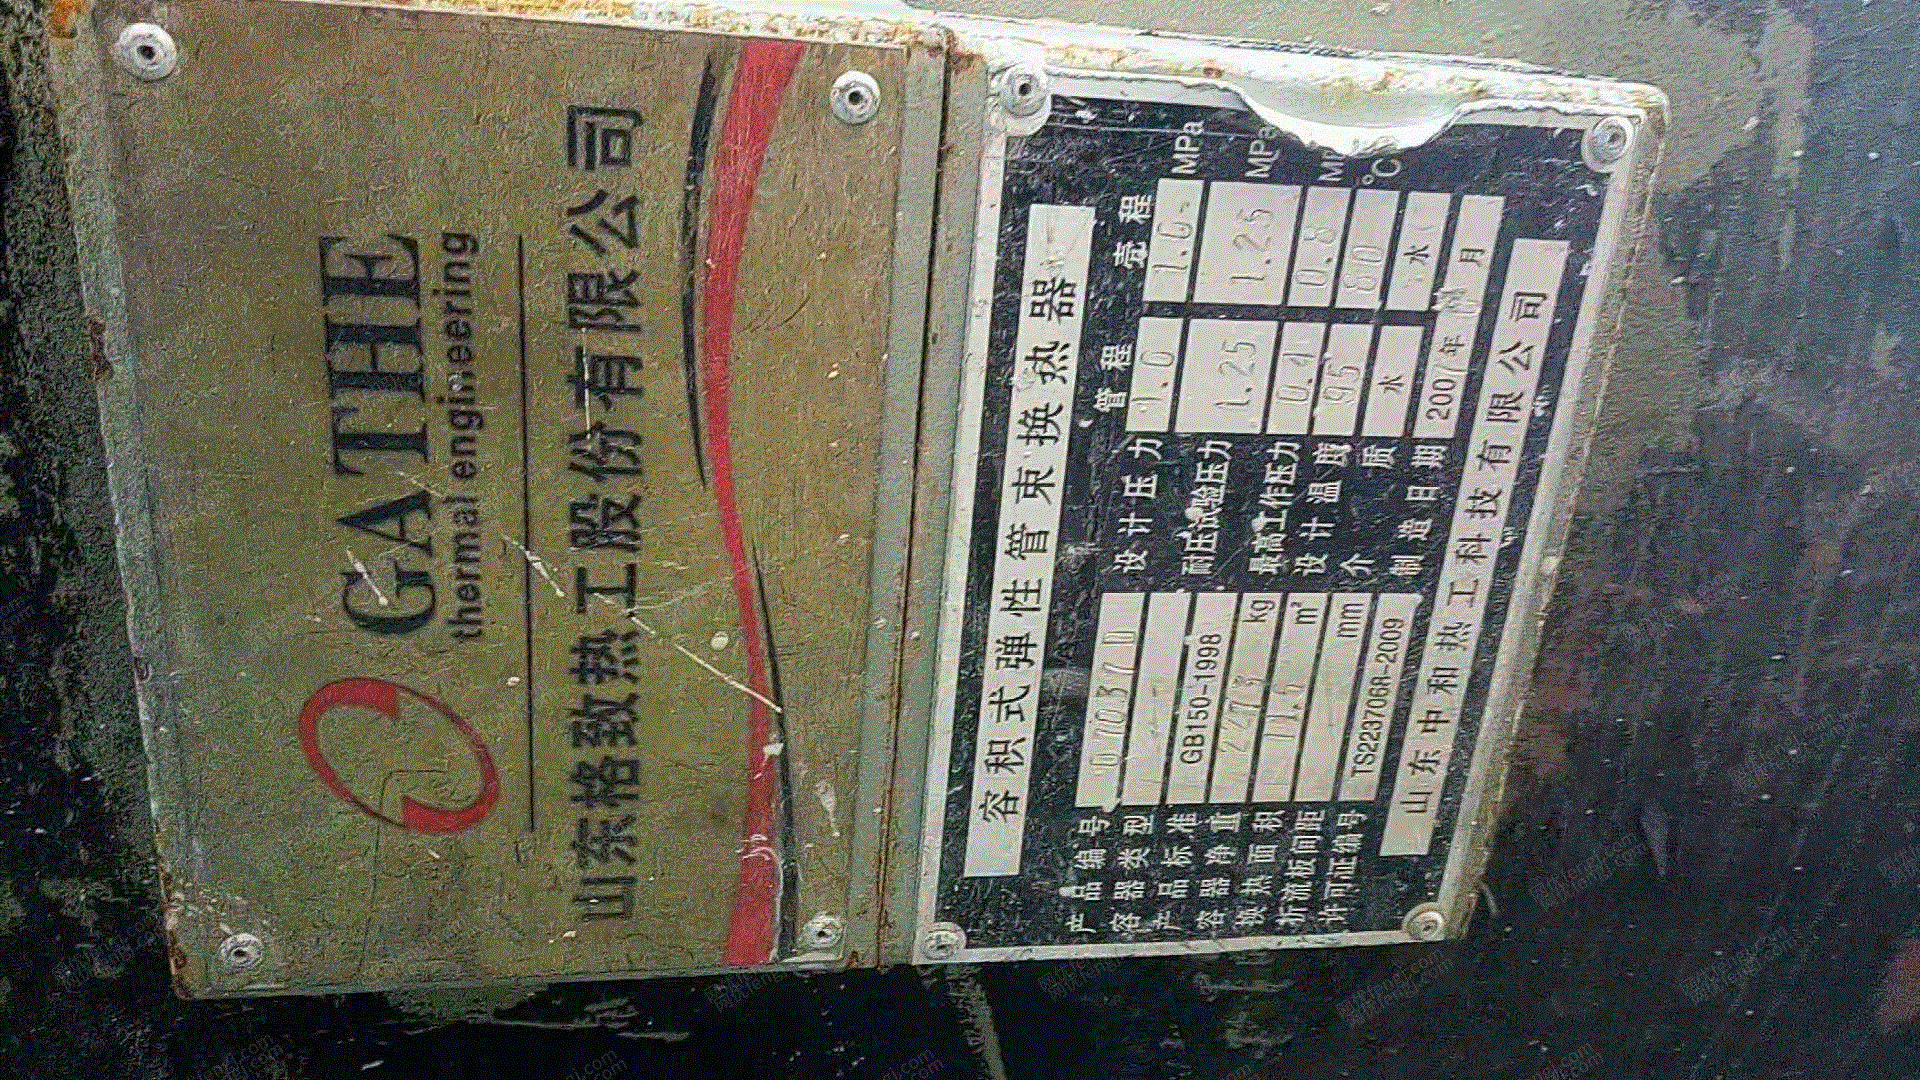 GATHE
thermal engineering
山东格致热工股份有限公司
容积式弹性管束换热器
管程 壳程
产品编号
设计压力 1.0 1.0 MPa
容器类型
耐压试验压力 1.25 1.25 MPa
产品标准 GB150-1998
最高工作压力 0.4 0.8 MPa
容器净重 kg
设计温度 95 80 ℃
换热面积 11.5 m²
介质 水 水
折流板间距 mm
制造日期 2007年 月
许可证编号 TS223706R-2009
山东中和热工科技有限公司